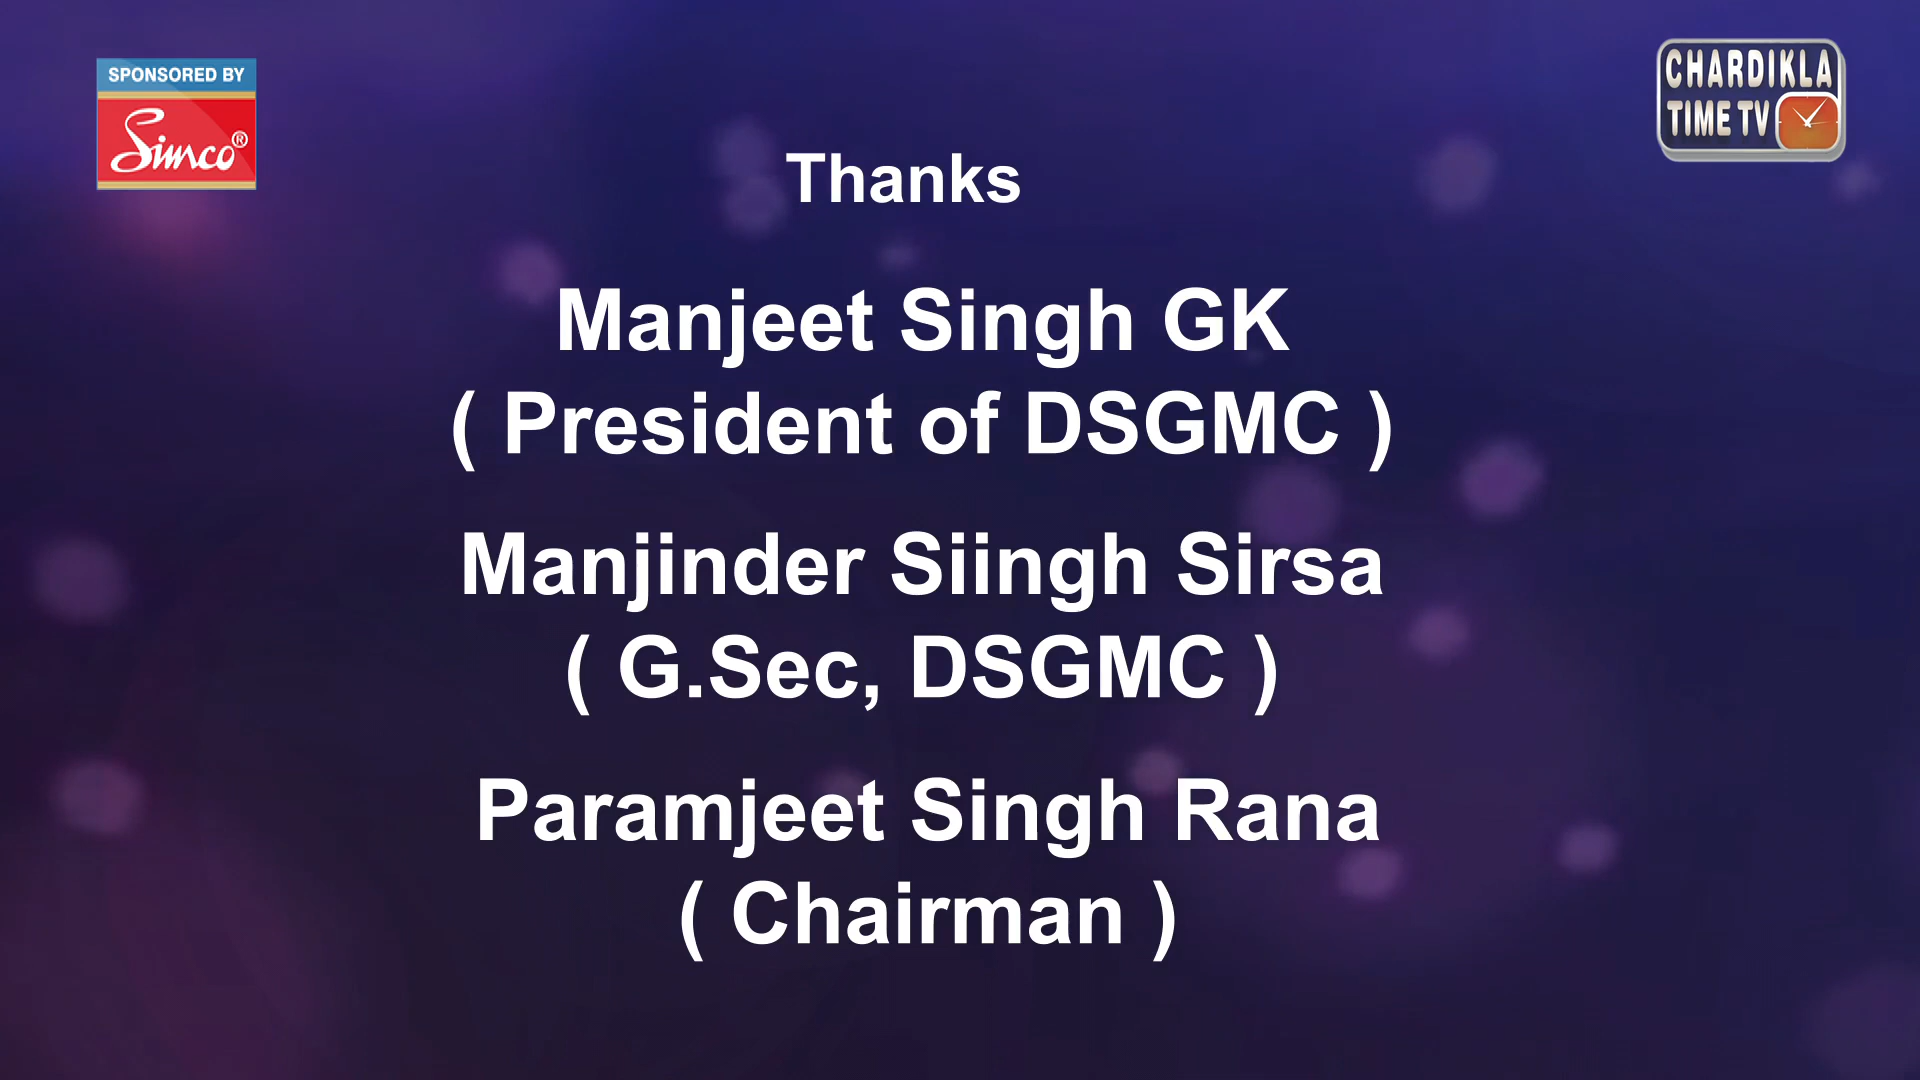 SPONSORED BY
Simco®
CHARDIKLA
TIME TV
Thanks
Manjeet Singh GK
( President of DSGMC )
Manjinder Siingh Sirsa
( G.Sec, DSGMC )
Paramjeet Singh Rana
( Chairman )